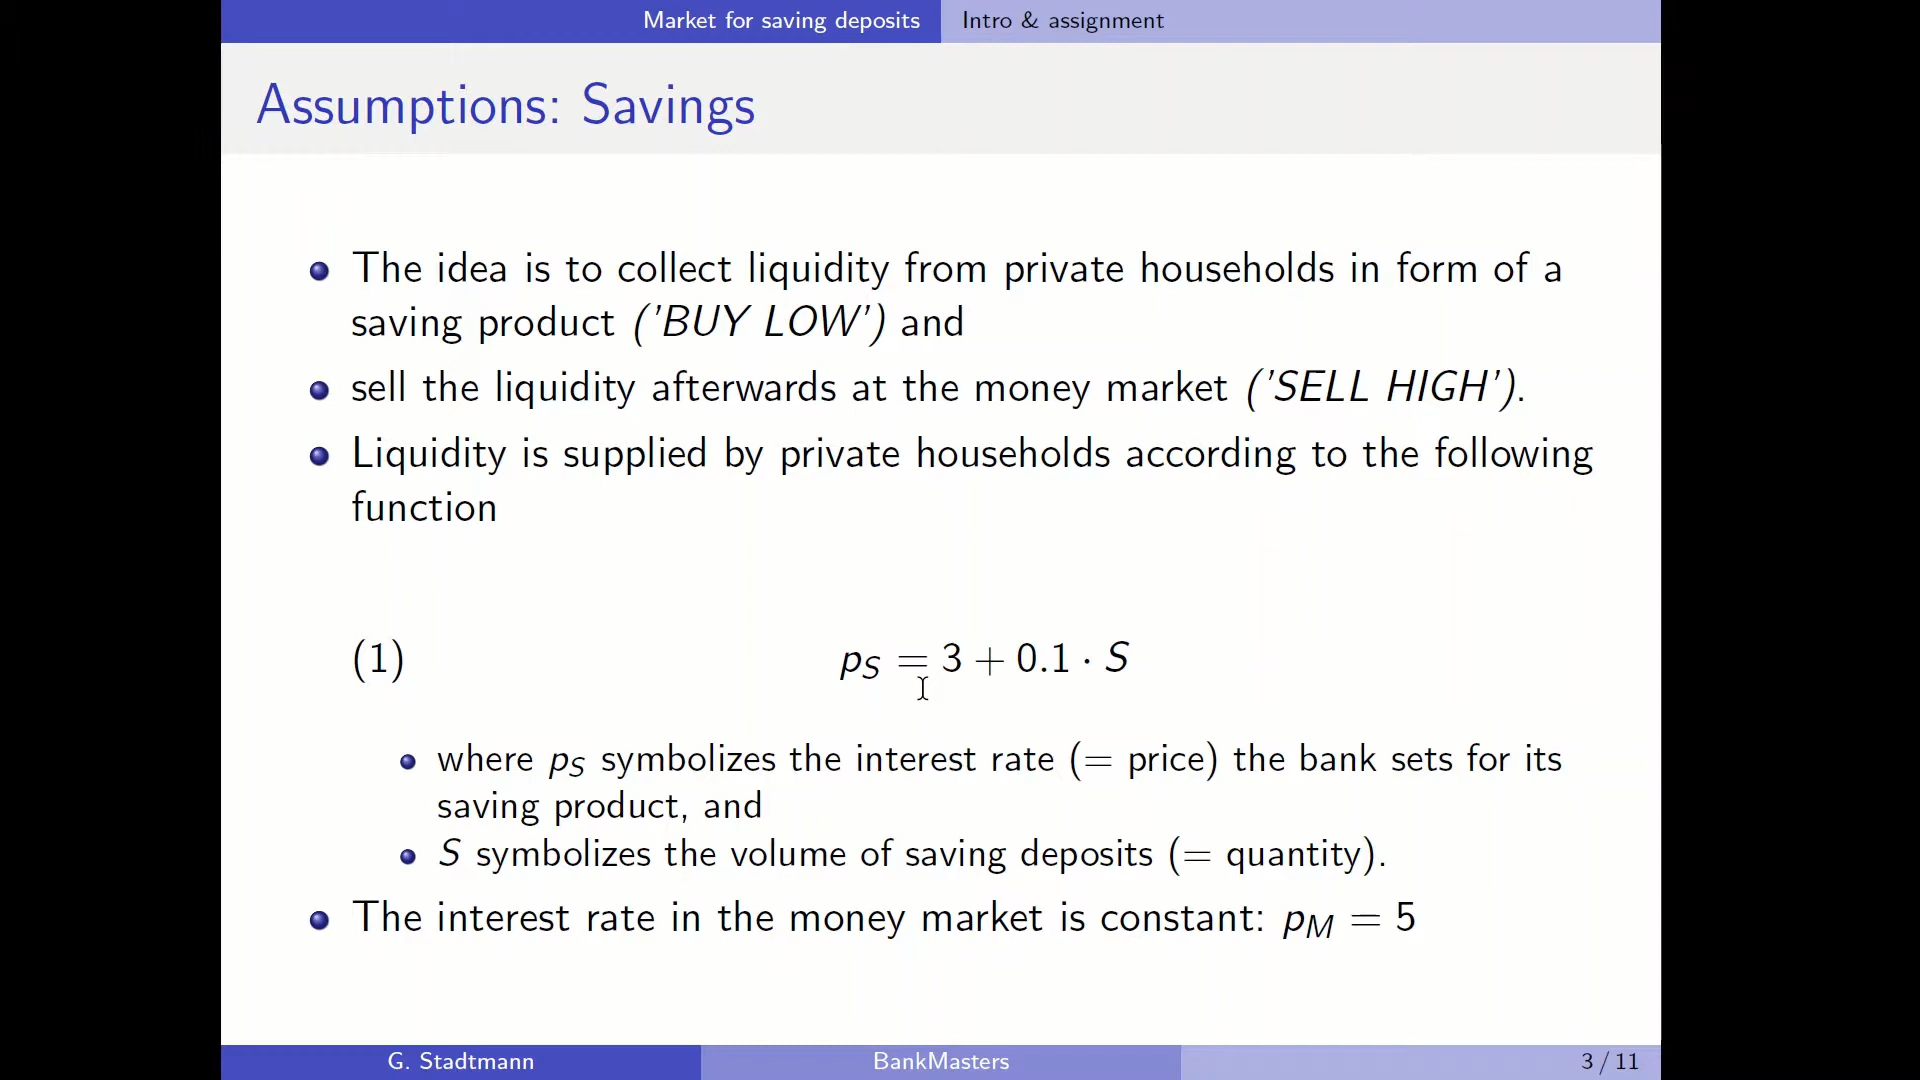 Market for saving deposits Intro & assignment
Assumptions: Savings
The idea is to collect liquidity from private households in form of a
saving product ('BUY LOW') and
sell the liquidity afterwards at the money market ('SELL HIGH').
Liquidity is supplied by private households according to the following
function
(1) pS = 3 + 0.1 · S
where pS symbolizes the interest rate (= price) the bank sets for its
saving product, and
S symbolizes the volume of saving deposits (= quantity).
The interest rate in the money market is constant: pM = 5
G. Stadtmann BankMasters 3 / 11